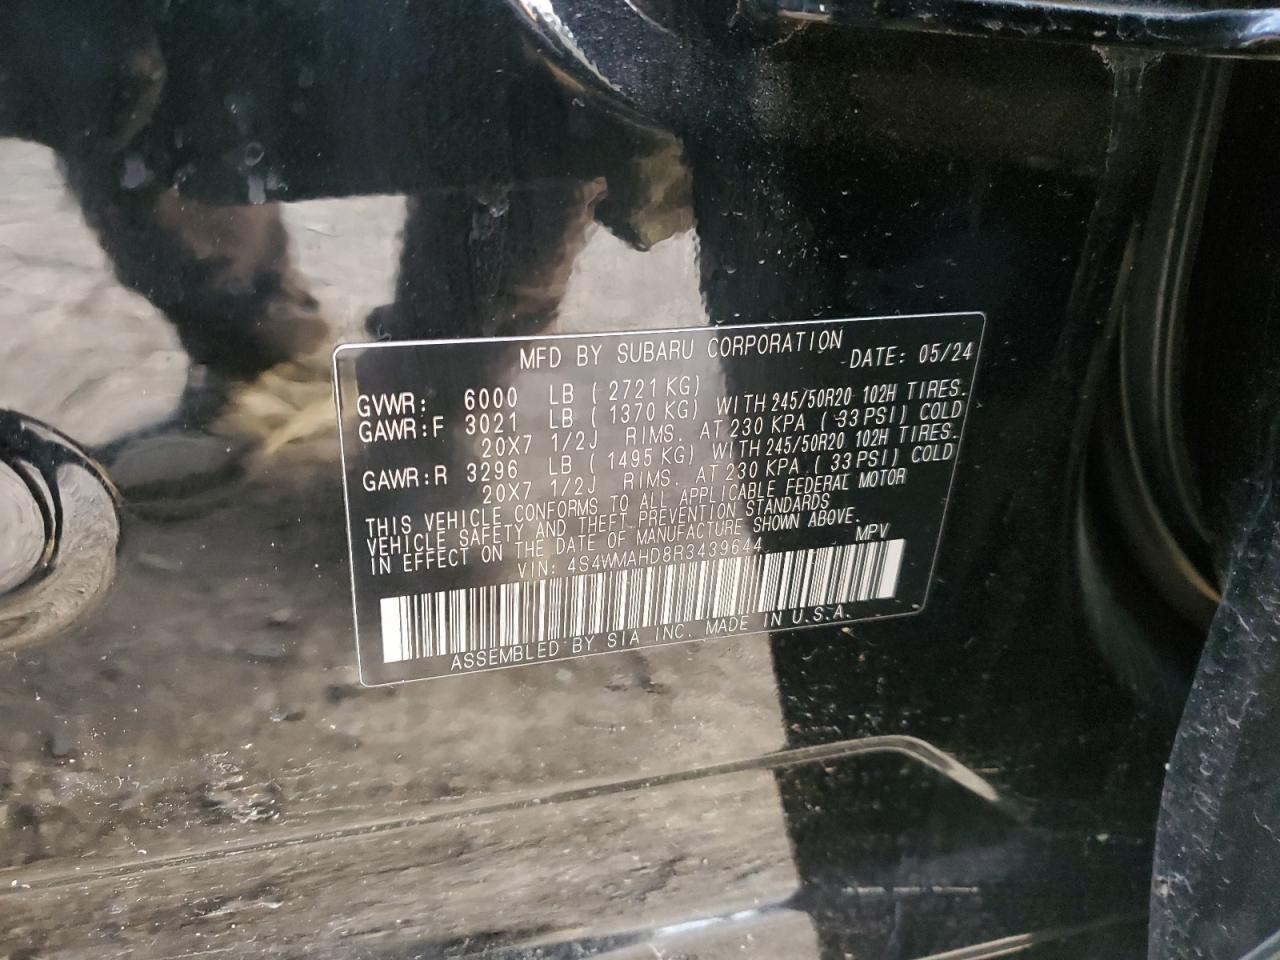 MFD BY SUBARU CORPORATION DATE: 05/24
GVWR: 6000 LB ( 2721 KG)
GAWR:F 3021 LB ( 1370 KG) WITH 245/50R20 102H TIRES.
20X7 1/2J RIMS. AT 230 KPA ( 33 PSI) COLD
GAWR:R 3296 LB ( 1495 KG) WITH 245/50R20 102H TIRES.
20X7 1/2J RIMS. AT 230 KPA ( 33 PSI) COLD
THIS VEHICLE CONFORMS TO ALL APPLICABLE FEDERAL MOTOR
VEHICLE SAFETY AND THEFT PREVENTION STANDARDS
IN EFFECT ON THE DATE OF MANUFACTURE SHOWN ABOVE.
VIN: 4S4WMAHD8R3439644 MPV
ASSEMBLED BY SIA INC. MADE IN U.S.A.